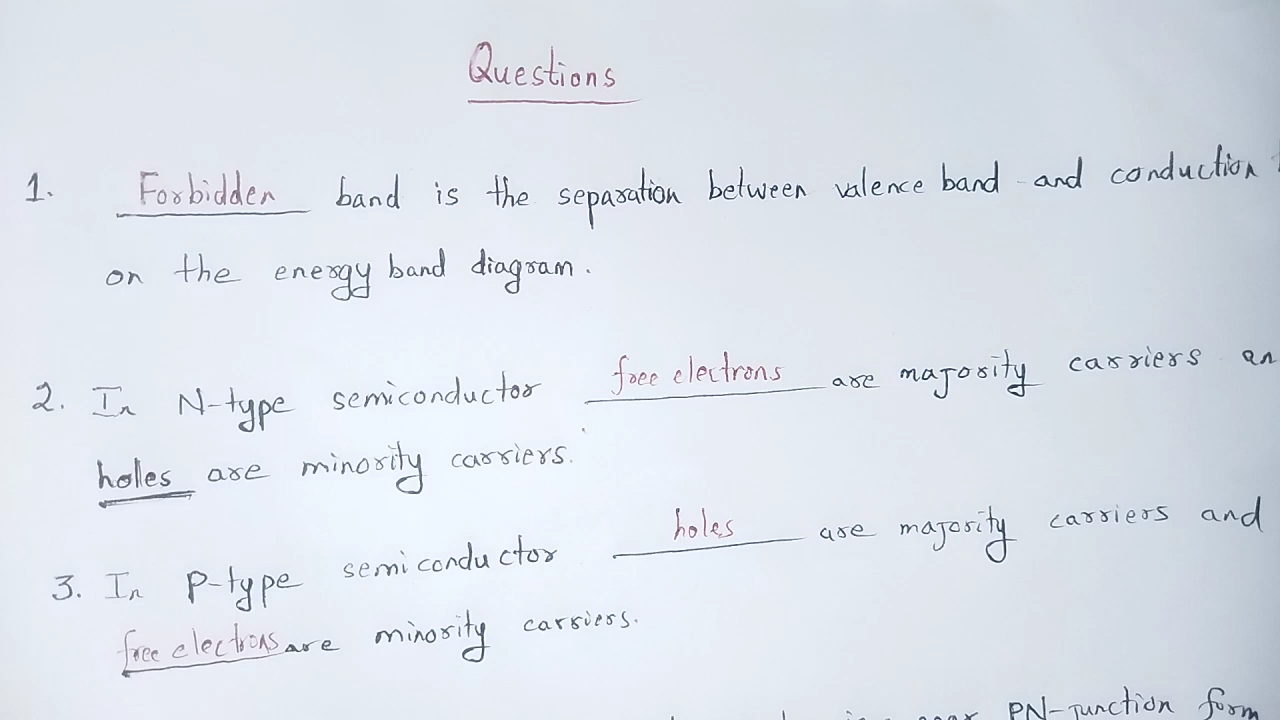 Questions
1. Forbidden band is the separation between valence band and conduction
on the energy band diagram.
2. In N-type semiconductor free electrons are majority carriers an
holes are minority carriers.
3. In P-type semiconductor holes are majority carriers and
free electrons are minority carriers.
PN-Junction form